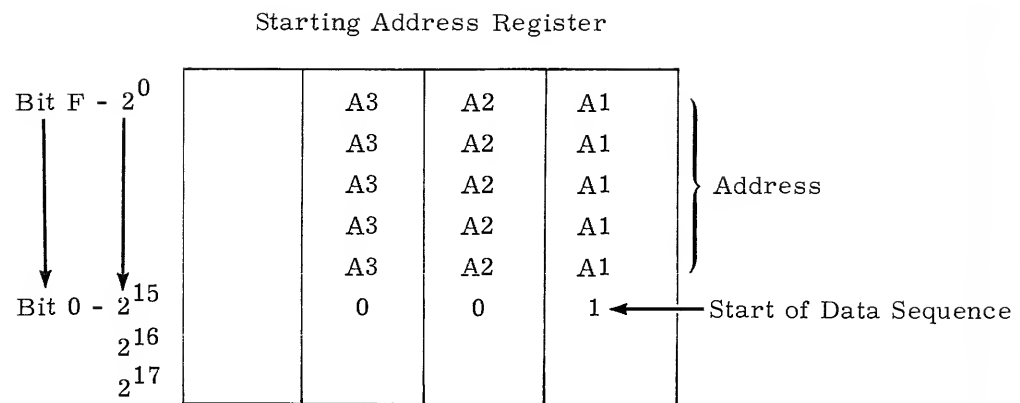 Starting Address Register
Bit F - 2^0 A3 A2 A1
A3 A2 A1
A3 A2 A1 Address
A3 A2 A1
A3 A2 A1
Bit 0 - 2^15 0 0 1 Start of Data Sequence
2^16
2^17